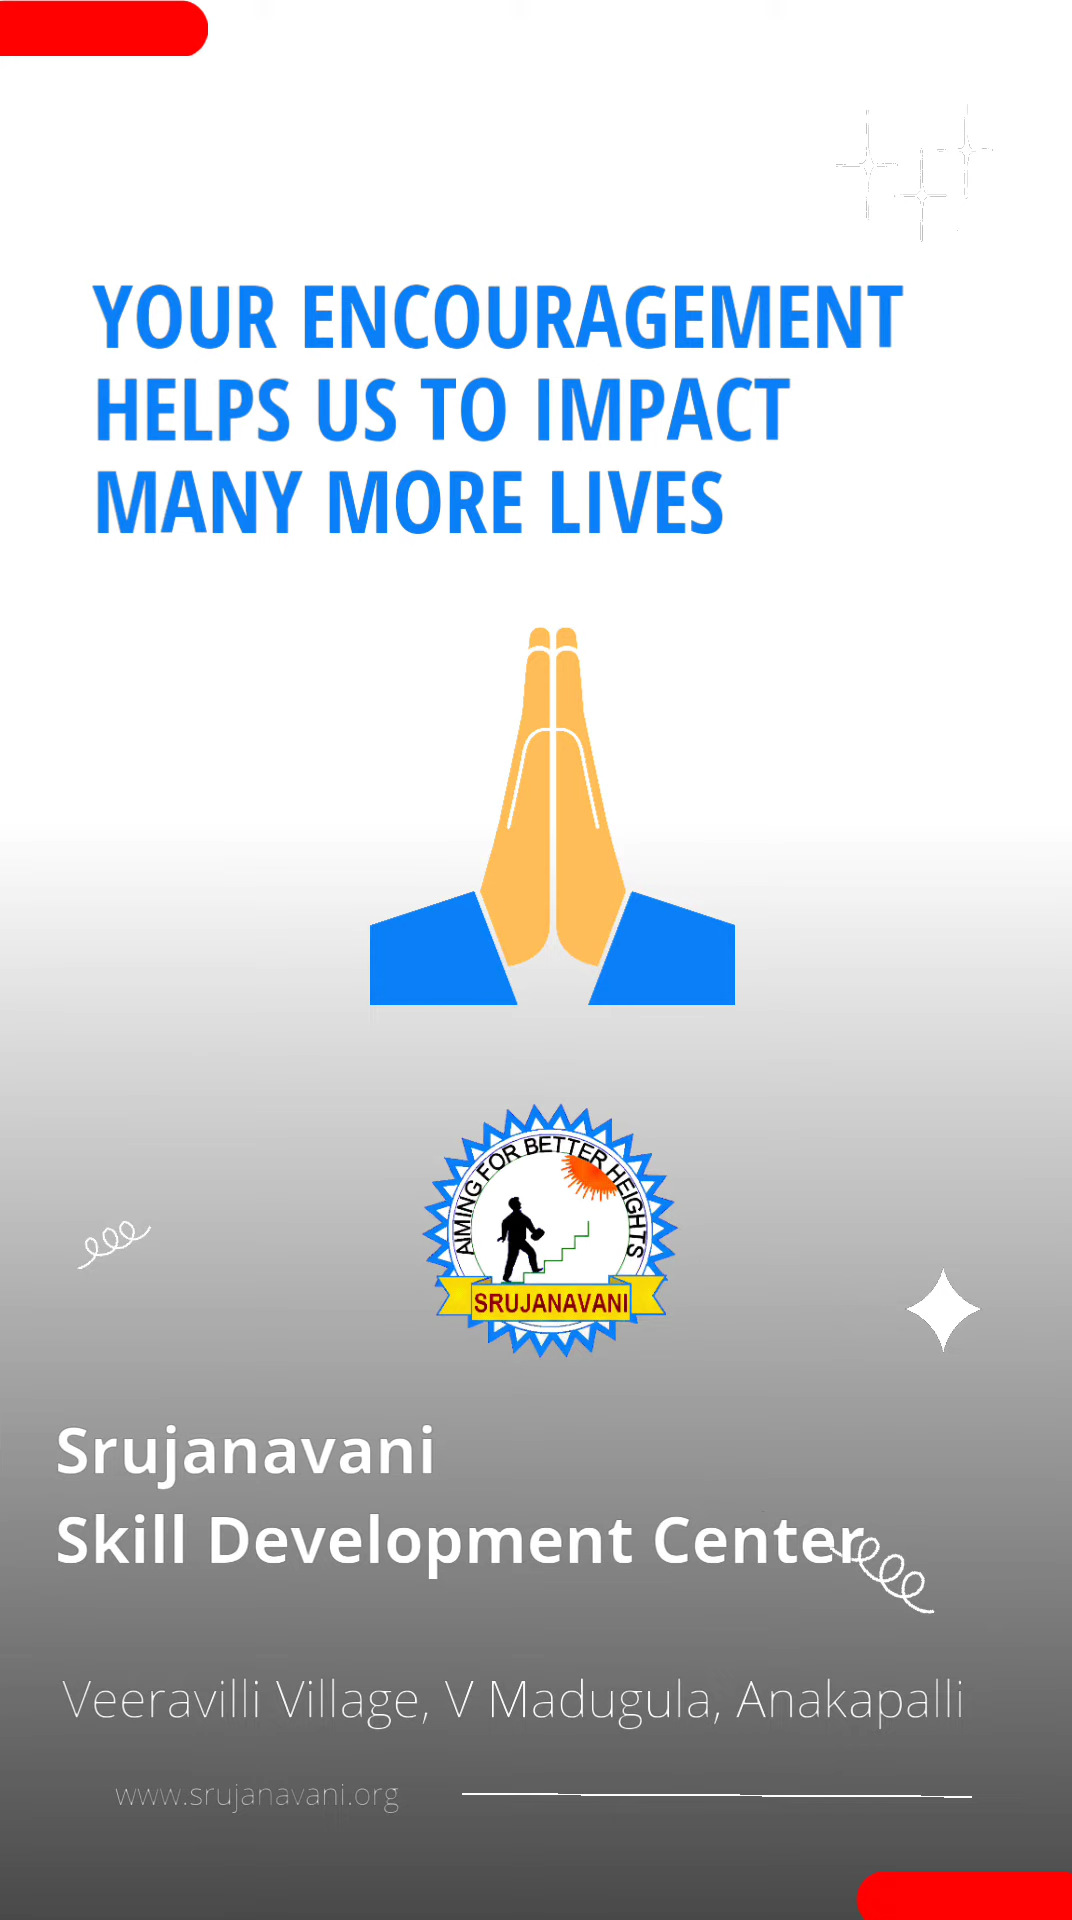 YOUR ENCOURAGEMENT
HELPS US TO IMPACT
MANY MORE LIVES
AIMING FOR BETTER HEIGHTS
SRUJANAVANI
Srujanavani
Skill Development Center
Veeravilli Village, V Madugula, Anakapalli
www.srujanavani.org